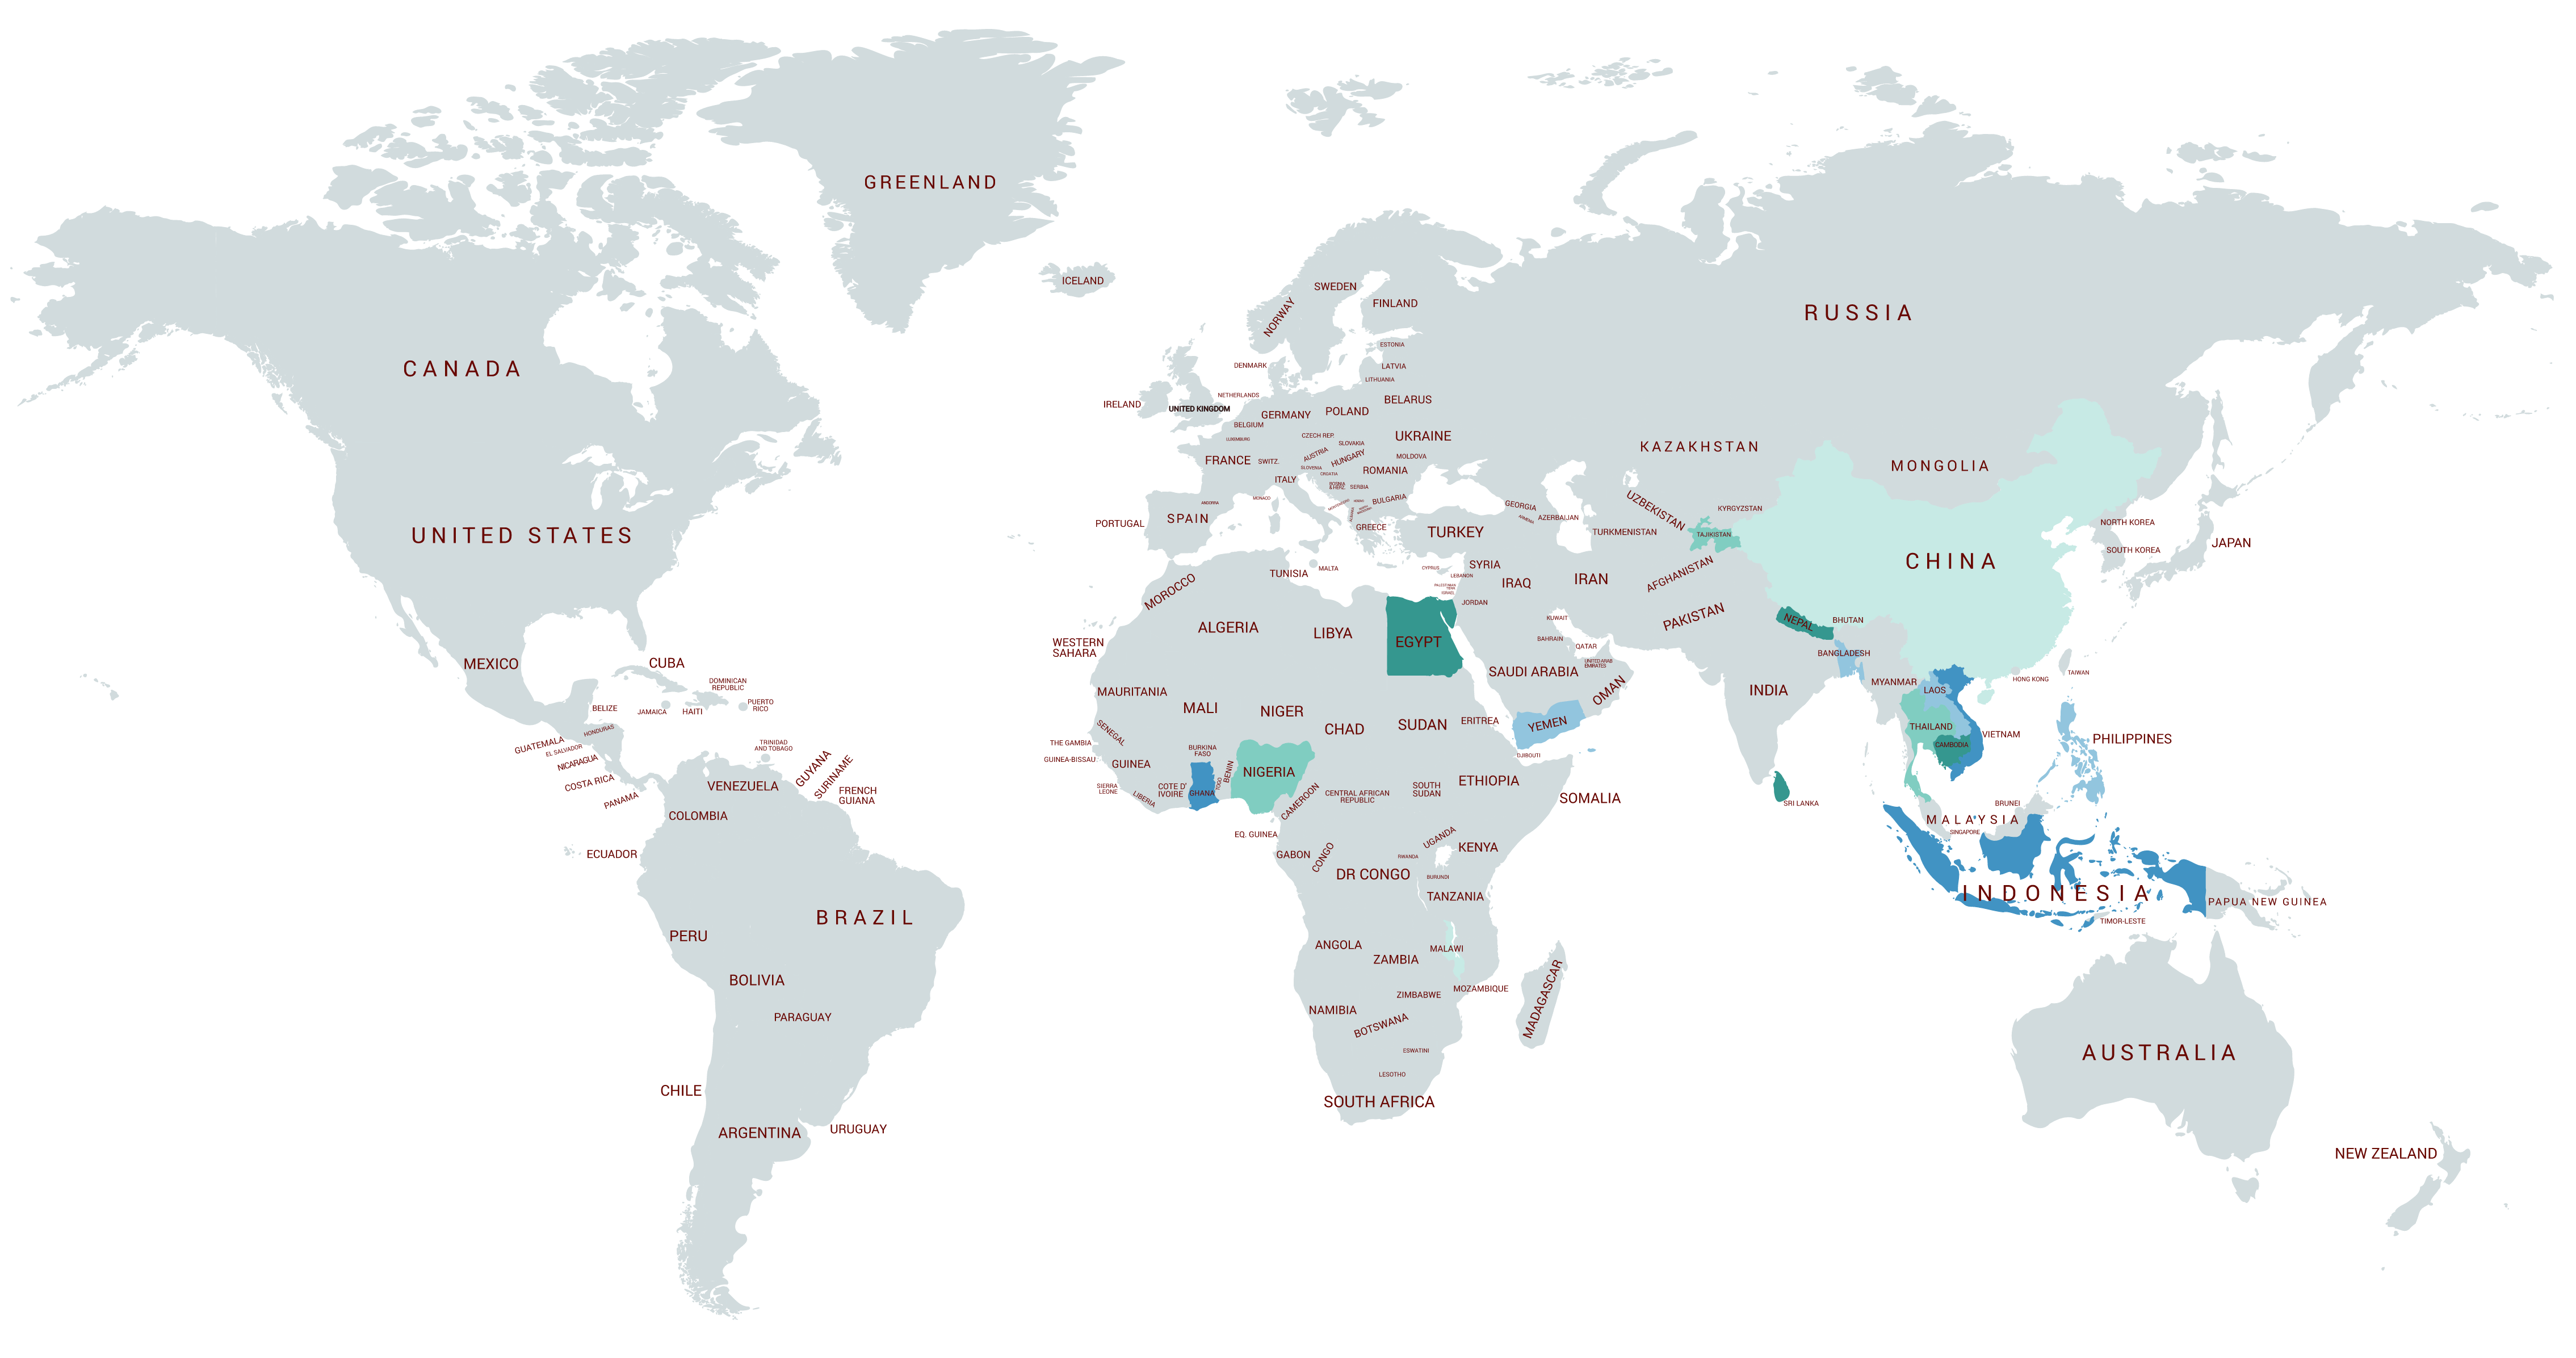 GREENLAND
ICELAND
SWEDEN
FINLAND
NORWAY
RUSSIA
ESTONIA
DENMARK
LATVIA
LITHUANIA
CANADA
NETHERLANDS
BELARUS
IRELAND
UNITED KINGDOM
GERMANY
POLAND
BELGIUM
LUXEMBURG
CZECH REP.
UKRAINE
SLOVAKIA
KAZAKHSTAN
AUSTRIA
HUNGARY
MOLDOVA
FRANCE
SWITZ.
SLOVENIA
CROATIA
ROMANIA
MONGOLIA
ITALY
BOSNIA
& HERZ.
SERBIA
ANDORRA
MONACO
BULGARIA
UZBEKISTAN
KYRGYZSTAN
GEORGIA
ARMENIA
AZERBAIJAN
PORTUGAL
SPAIN
MONTENEGRO
ALBANIA
GREECE
TURKEY
TURKMENISTAN
TAJIKISTAN
NORTH KOREA
UNITED STATES
SOUTH KOREA
JAPAN
CHINA
TUNISIA
MALTA
CYPRUS
SYRIA
LEBANON
IRAQ
IRAN
AFGHANISTAN
MOROCCO
ISRAEL
JORDAN
PAKISTAN
KUWAIT
NEPAL
BHUTAN
ALGERIA
LIBYA
EGYPT
BAHRAIN
QATAR
WESTERN
SAHARA
BANGLADESH
MEXICO
CUBA
UNITED ARAB
EMIRATES
SAUDI ARABIA
OMAN
TAIWAN
HONG KONG
DOMINICAN
REPUBLIC
MYANMAR
LAOS
INDIA
MAURITANIA
PUERTO
RICO
BELIZE
JAMAICA
HAITI
MALI
NIGER
CHAD
SUDAN
ERITREA
YEMEN
THAILAND
VIETNAM
PHILIPPINES
HONDURAS
GUATEMALA
EL SALVADOR
TRINIDAD
AND TOBAGO
THE GAMBIA
SENEGAL
BURKINA
FASO
CAMBODIA
DJIBOUTI
NICARAGUA
GUINEA-BISSAU
GUINEA
BENIN
NIGERIA
COSTA RICA
VENEZUELA
GUYANA
SURINAME
FRENCH
GUIANA
SIERRA
LEONE
LIBERIA
COTE D'
IVOIRE
GHANA
TOGO
CAMEROON
CENTRAL AFRICAN
REPUBLIC
SOUTH
SUDAN
ETHIOPIA
SOMALIA
SRI LANKA
BRUNEI
PANAMA
COLOMBIA
MALAYSIA
SINGAPORE
EQ. GUINEA
UGANDA
KENYA
ECUADOR
GABON
CONGO
RWANDA
DR CONGO
BURUNDI
TANZANIA
INDONESIA
PAPUA NEW GUINEA
TIMOR-LESTE
BRAZIL
PERU
ANGOLA
MALAWI
ZAMBIA
BOLIVIA
MOZAMBIQUE
ZIMBABWE
MADAGASCAR
NAMIBIA
PARAGUAY
BOTSWANA
ESWATINI
AUSTRALIA
LESOTHO
CHILE
SOUTH AFRICA
ARGENTINA
URUGUAY
NEW ZEALAND